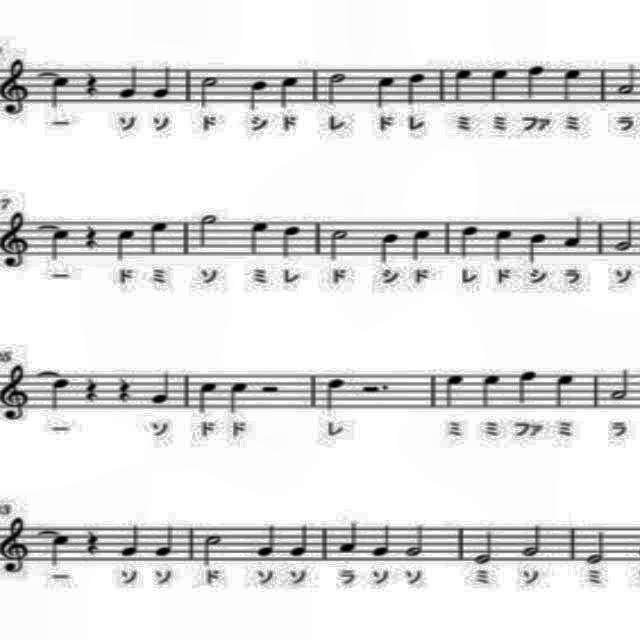 ー ソ ソ ド シ ド レ ド レ ミ ミ ファ ミ ラ
7
ー ド ミ ソ ミ レ ド シ ド レ ド シ ラ ソ
ー ソ ド ド レ ミ ミ ファ ミ ラ
ー ソ ソ ド ソ ソ ラ ソ ソ ミ ソ ミ